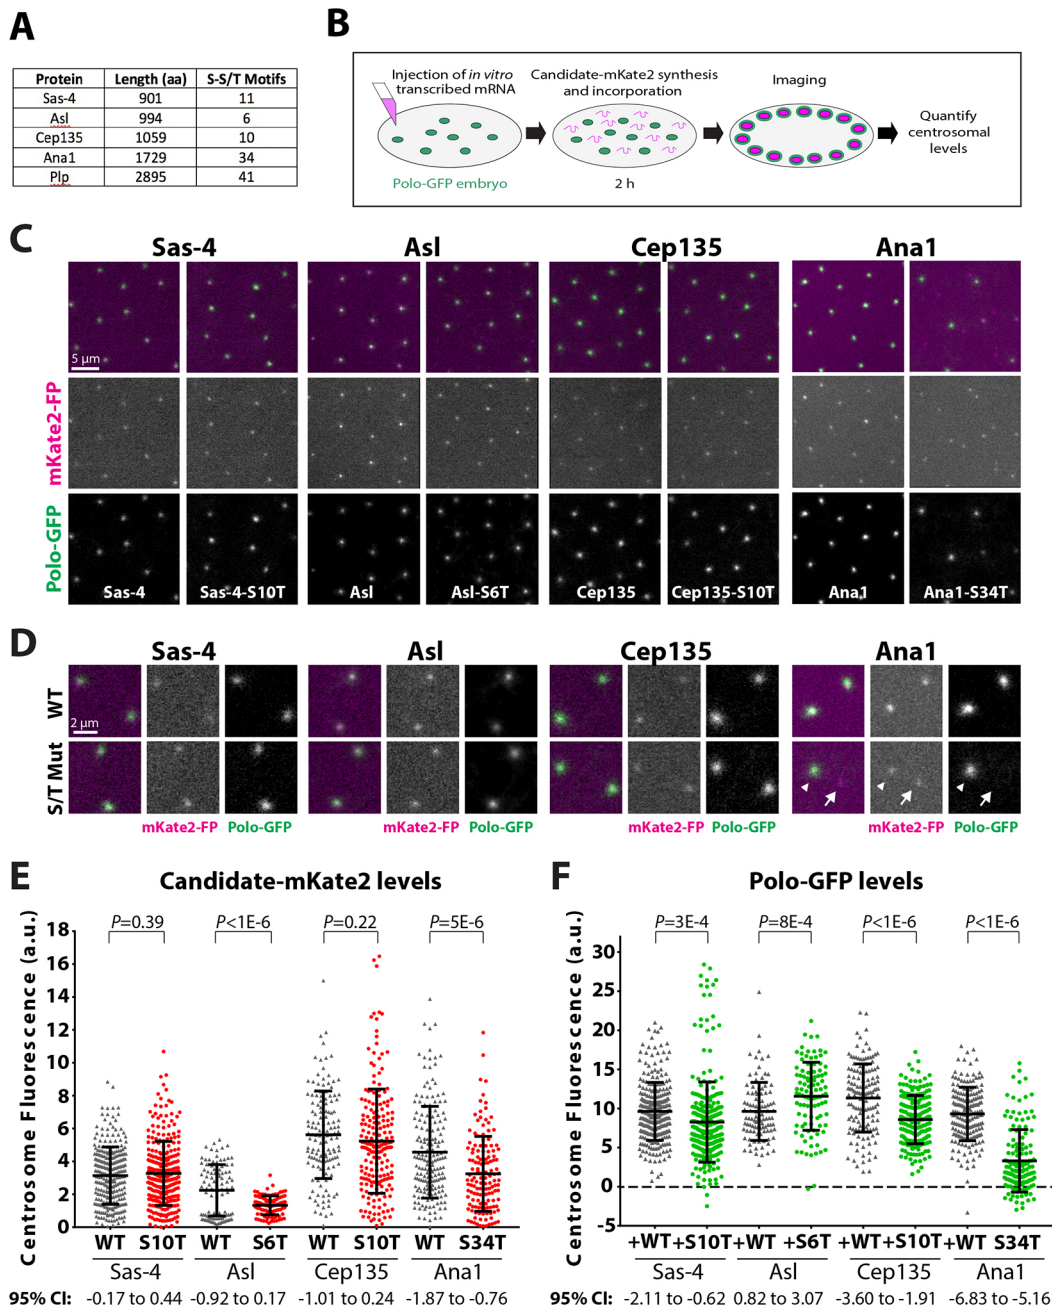 A
Protein Length (aa) S-S/T Motifs
Sas-4 901 11
Asl 994 6
Cep135 1059 10
Ana1 1729 34
Plp 2895 41
B
Injection of in vitro
transcribed mRNA
Candidate-mKate2 synthesis
and incorporation
Imaging
Quantify
centrosomal
levels
Polo-GFP embryo
2 h
C
Sas-4 Asl Cep135 Ana1
5 µm
mKate2-FP
Polo-GFP
Sas-4 Sas-4-S10T Asl Asl-S6T Cep135 Cep135-S10T Ana1 Ana1-S34T
D
Sas-4 Asl Cep135 Ana1
WT
2 µm
S/T Mut
mKate2-FP Polo-GFP mKate2-FP Polo-GFP mKate2-FP Polo-GFP mKate2-FP Polo-GFP
E
Candidate-mKate2 levels
Centrosome Fluorescence (a.u.)
P=0.39 P<1E-6 P=0.22 P=5E-6
18
16
14
12
10
8
6
4
2
0
WT S10T WT S6T WT S10T WT S34T
Sas-4 Asl Cep135 Ana1
95% CI: -0.17 to 0.44 -0.92 to 0.17 -1.01 to 0.24 -1.87 to -0.76
F
Polo-GFP levels
Centrosome Fluorescence (a.u.)
P=3E-4 P=8E-4 P<1E-6 P<1E-6
30
25
20
15
10
5
0
-5
+WT +S10T +WT +S6T +WT +S10T +WT S34T
Sas-4 Asl Cep135 Ana1
95% CI: -2.11 to -0.62 0.82 to 3.07 -3.60 to -1.91 -6.83 to -5.16